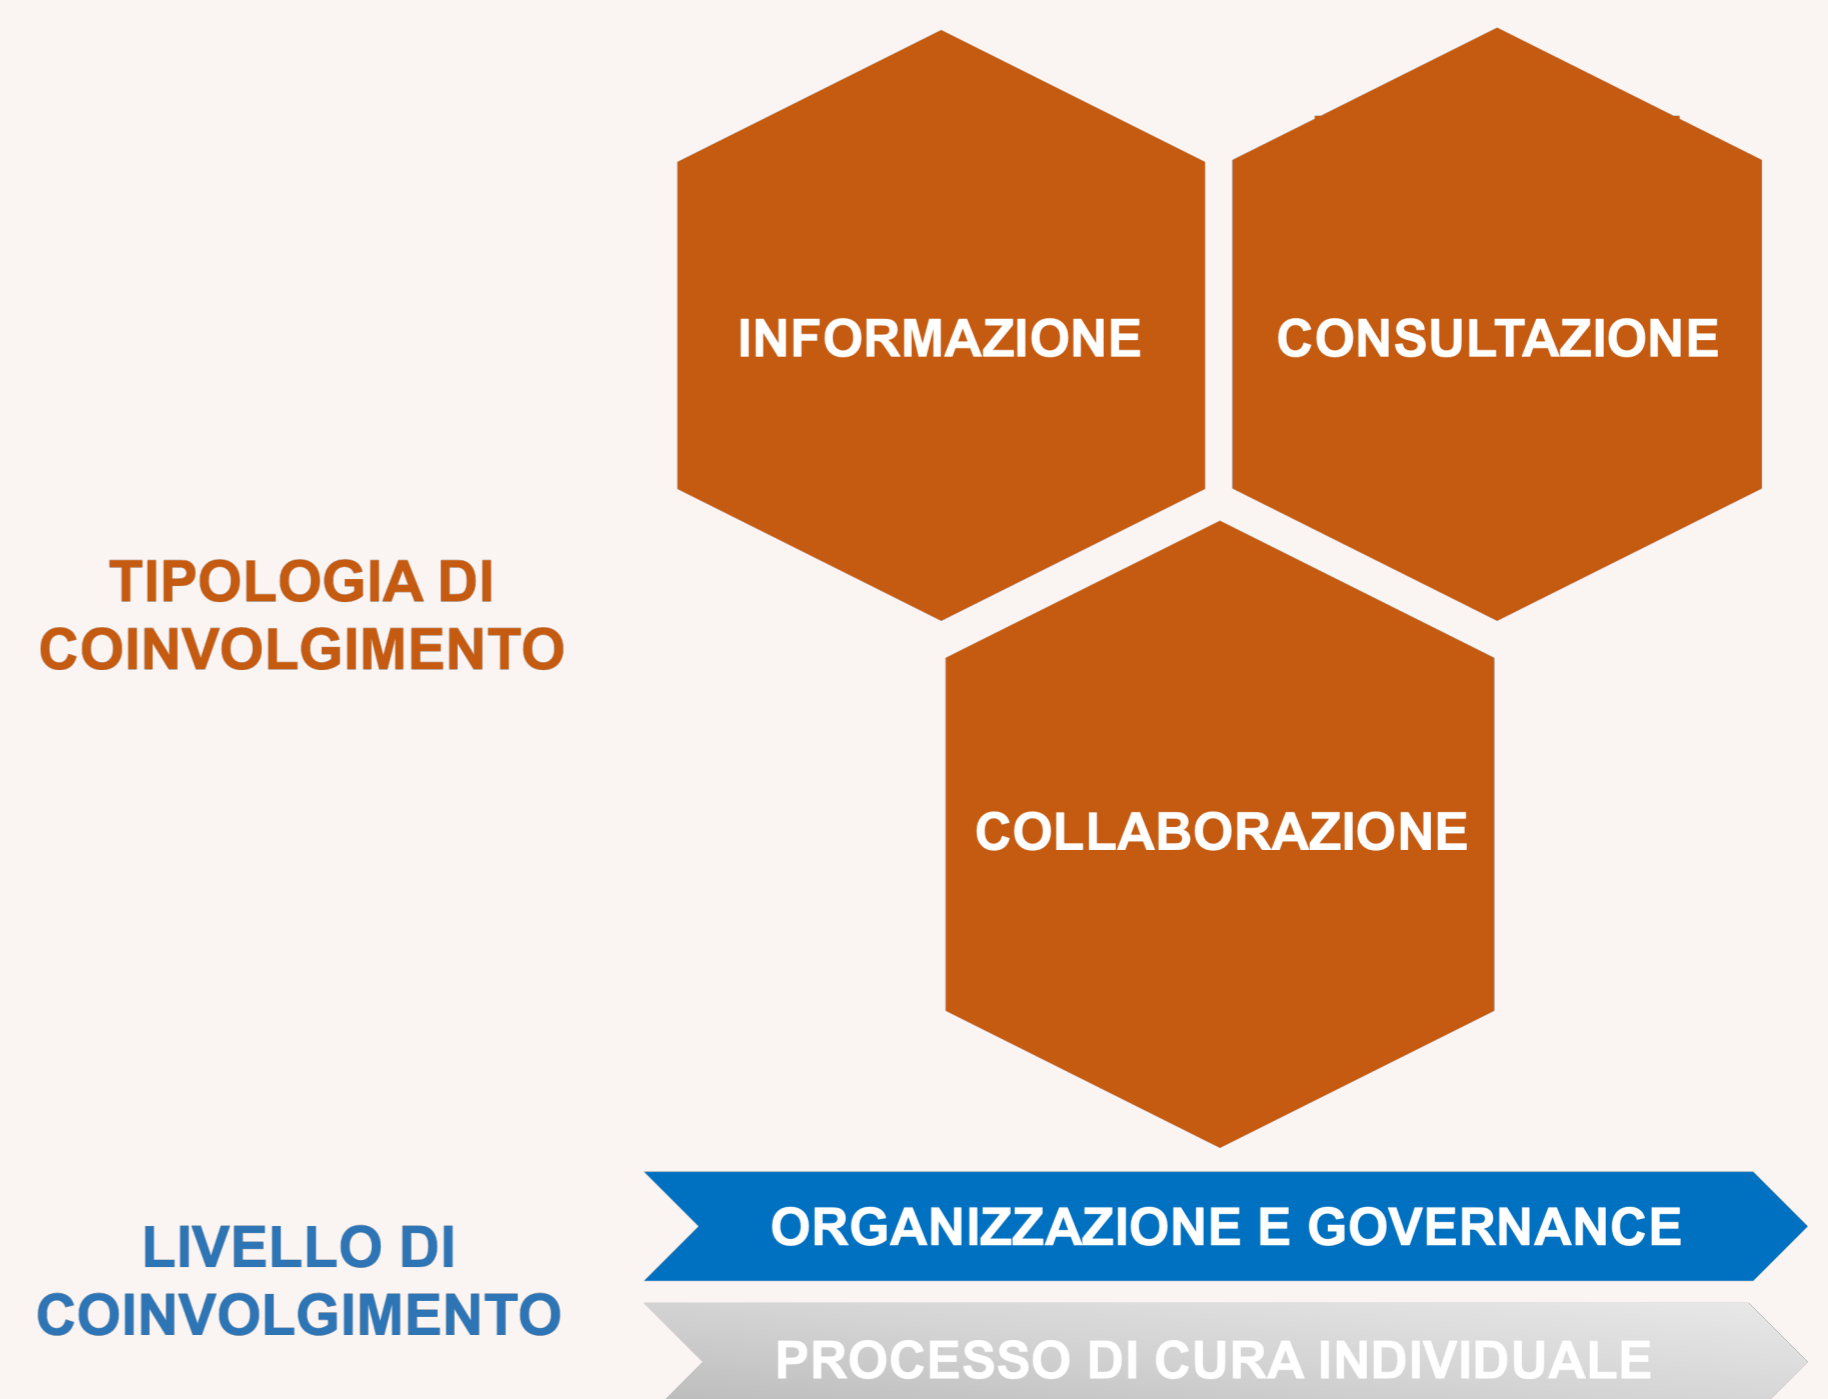 INFORMAZIONE
CONSULTAZIONE
TIPOLOGIA DI
COINVOLGIMENTO
COLLABORAZIONE
LIVELLO DI
COINVOLGIMENTO
ORGANIZZAZIONE E GOVERNANCE
PROCESSO DI CURA INDIVIDUALE